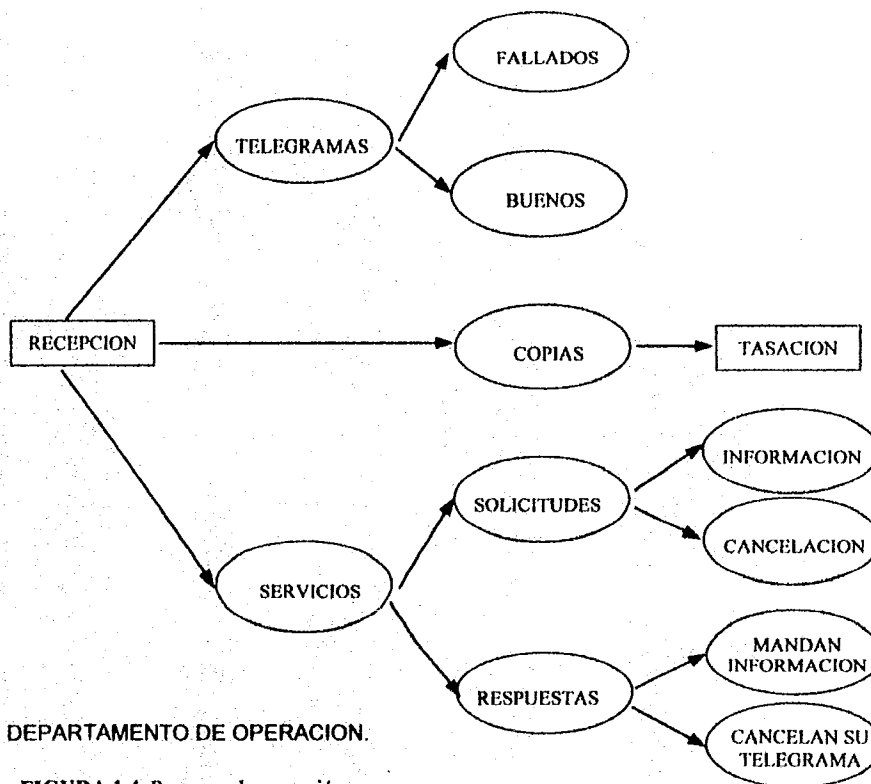 FALLADOS
TELEGRAMAS
BUENOS
RECEPCION
COPIAS
TASACION
INFORMACION
SOLICITUDES
CANCELACION
SERVICIOS
MANDAN
INFORMACION
RESPUESTAS
CANCELAN SU
TELEGRAMA
DEPARTAMENTO DE OPERACION.